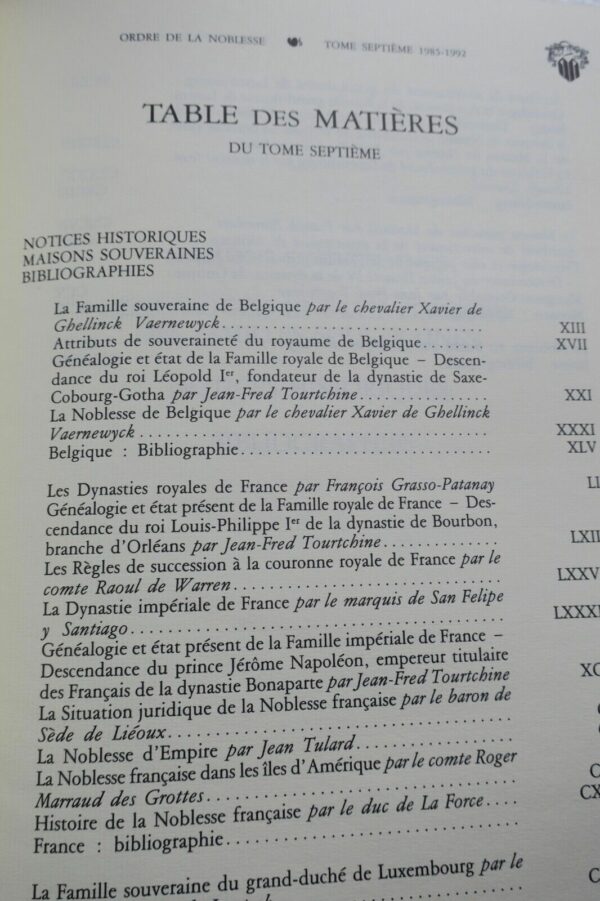 ORDRE DE LA NOBLESSE TOME SEPTIÈME 1985-1992
TABLE DES MATIÈRES
DU TOME SEPTIÈME
NOTICES HISTORIQUES
MAISONS SOUVERAINES
BIBLIOGRAPHIES
La Famille souveraine de Belgique par le chevalier Xavier de
Ghellinck Vaernewyck.............................. XIII
Attributs de souveraineté du royaume de Belgique........ XVII
Généalogie et état de la Famille royale de Belgique – Descen-
dance du roi Léopold Ier, fondateur de la dynastie de Saxe-
Cobourg-Gotha par Jean-Fred Tourtchine............... XXI
La Noblesse de Belgique par le chevalier Xavier de Ghellinck
Vaernewyck........................................ XXXI
Belgique : Bibliographie............................ XLV
Les Dynasties royales de France par François Grasso-Patanay
Généalogie et état présent de la Famille royale de France – Des-
cendance du roi Louis-Philippe Ier de la dynastie de Bourbon,
branche d'Orléans par Jean-Fred Tourtchine............
Les Règles de succession à la couronne royale de France par le
comte Raoul de Warren..............................
La Dynastie impériale de France par le marquis de San Felipe
y Santiago.........................................
Généalogie et état présent de la Famille impériale de France –
Descendance du prince Jérôme Napoléon, empereur titulaire
des Français de la dynastie Bonaparte par Jean-Fred Tourtchine
La Situation juridique de la Noblesse française par le baron de
Sède de Liéoux.....................................
La Noblesse d'Empire par Jean Tulard..................
La Noblesse française dans les îles d'Amérique par le comte Roger
Marraud des Grottes................................
Histoire de la Noblesse française par le duc de La Force....
France : bibliographie..............................
La Famille souveraine du grand-duché de Luxembourg par le